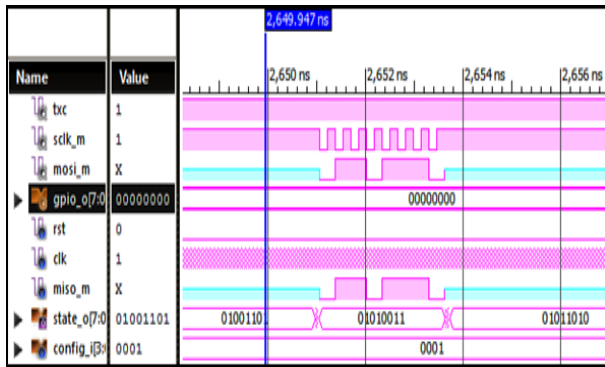 2,649.947 ns
Name Value 2,650 ns 2,652 ns 2,654 ns 2,656 ns
txc 1
sclk_m 1
mosi_m X
gpio_o[7:0 00000000 00000000
rst 0
clk 1
miso_m X
state_o[7:0 01001101 0100110 01010011 01011010
config_i[3: 0001 0001